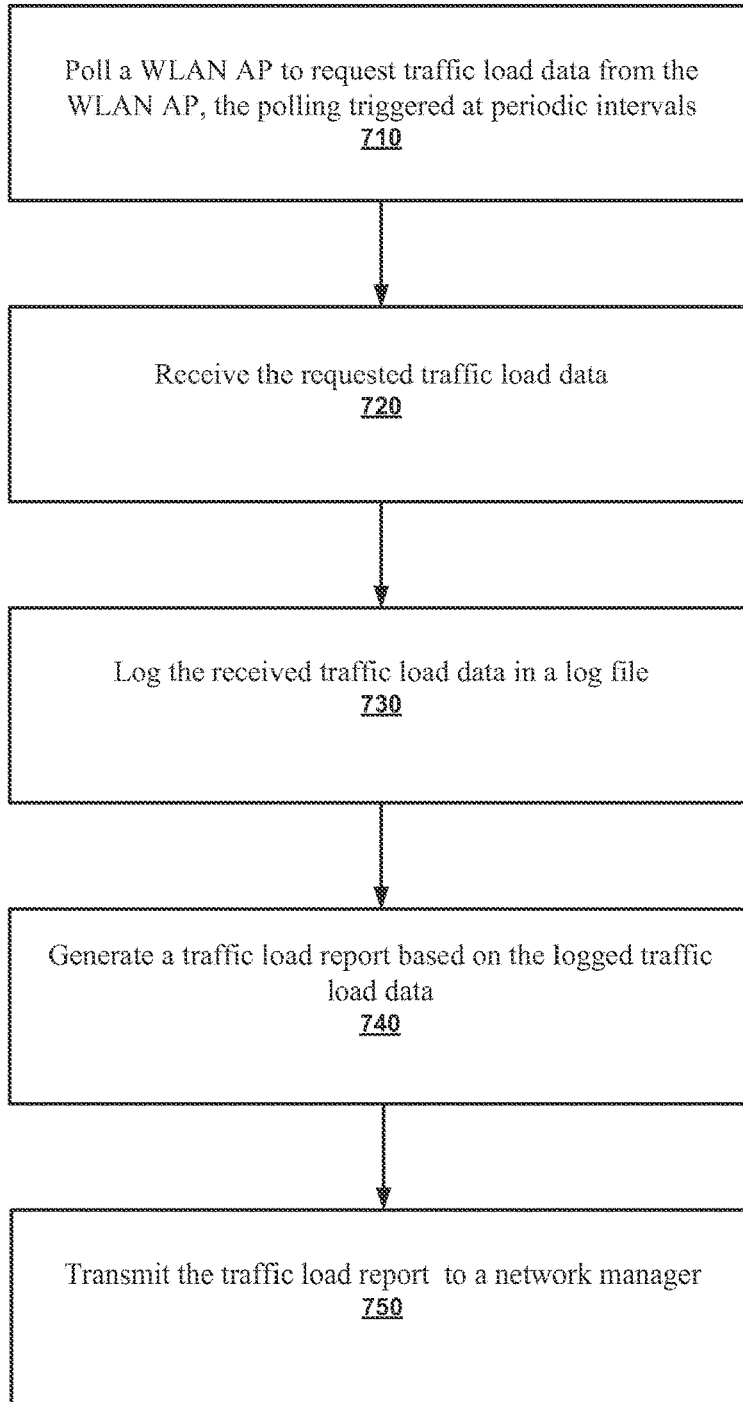 Poll a WLAN AP to request traffic load data from the
WLAN AP, the polling triggered at periodic intervals
710
Receive the requested traffic load data
720
Log the received traffic load data in a log file
730
Generate a traffic load report based on the logged traffic
load data
740
Transmit the traffic load report to a network manager
750